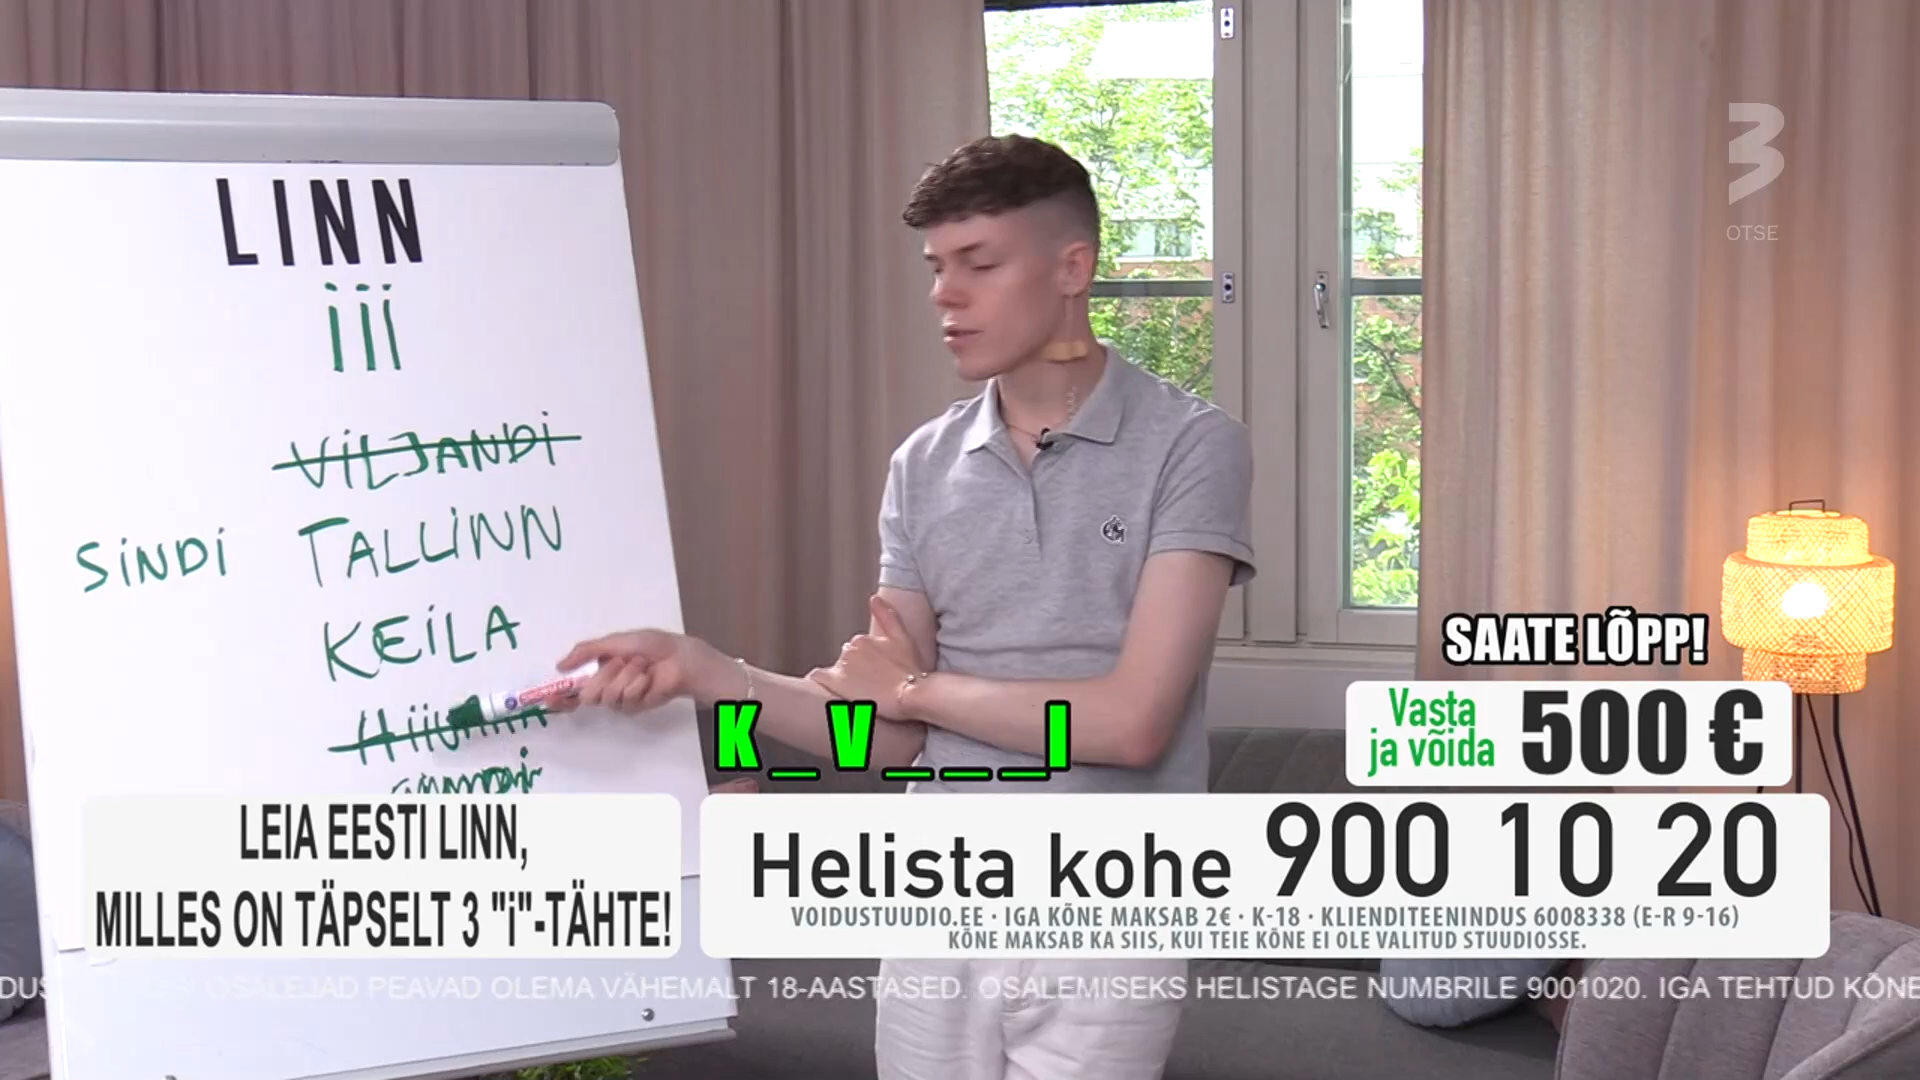 LINN
iii
VILJANDI
SINDI TALLINN
KEILA
3
OTSE
SAATE LÕPP!
Vasta
ja võida
500 €
K_V___I
LEIA EESTI LINN,
MILLES ON TÄPSELT 3 "i"-TÄHTE!
Helista kohe 900 10 20
VOIDUSTUUDIO.EE · IGA KÕNE MAKSAB 2€ · K-18 · KLIENDITEENINDUS 6008338 (E-R 9-16)
KÕNE MAKSAB KA SIIS, KUI TEIE KÕNE EI OLE VALITUD STUUDIOSSE.
OSALEJAD PEAVAD OLEMA VÄHEMALT 18-AASTASED. OSALEMISEKS HELISTAGE NUMBRILE 9001020. IGA TEHTUD KÕNE